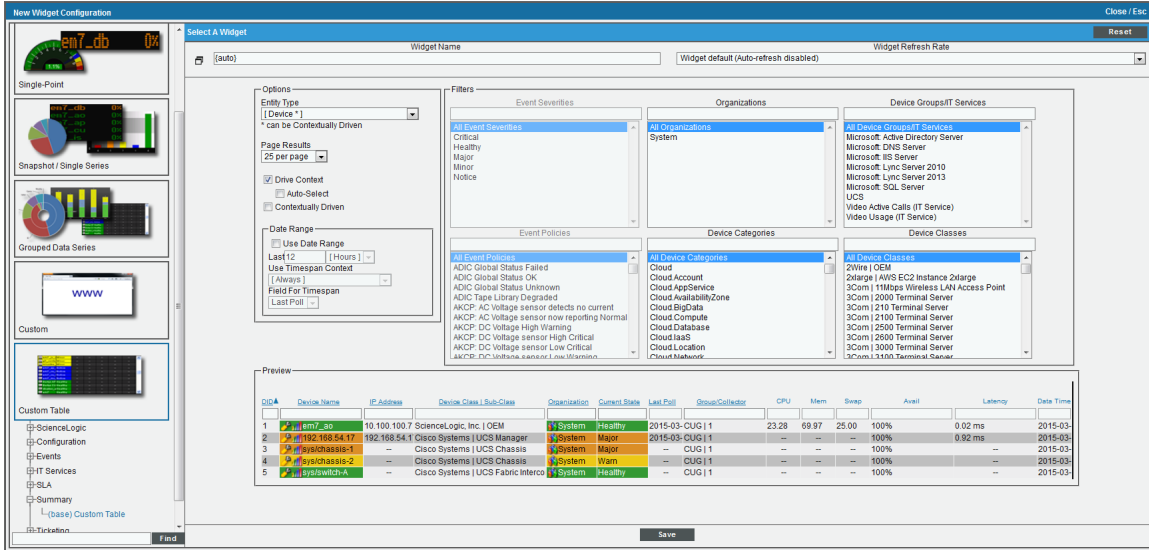 New Widget Configuration
Close / Esc
em7_db 0%
1.1%
Single-Point
em7_db 0%
em7_ap 0%
Snapshot / Single Series
Grouped Data Series
WWW
Custom
Custom Table
ScienceLogic
Configuration
Events
IT Services
SLA
Summary
(base) Custom Table
Ticketing
Find
Select A Widget
Reset
Widget Name
Widget Refresh Rate
{auto}
Widget default (Auto-refresh disabled)
Options
Entity Type
[ Device * ]
* can be Contextually Driven
Page Results
25 per page
Drive Context
Auto-Select
Contextually Driven
Date Range
Use Date Range
Last 12 [ Hours ]
Use Timespan Context
[ Always ]
Field For Timespan
Last Poll
Filters
Event Severities
All Event Severities
Critical
Healthy
Major
Minor
Notice
Organizations
All Organizations
System
Device Groups/IT Services
All Device Groups/IT Services
Microsoft: Active Directory Server
Microsoft: DNS Server
Microsoft: IIS Server
Microsoft: Lync Server 2010
Microsoft: Lync Server 2013
Microsoft: SQL Server
UCS
Video Active Calls (IT Service)
Video Usage (IT Service)
Event Policies
All Event Policies
ADIC Global Status Failed
ADIC Global Status OK
ADIC Global Status Unknown
ADIC Tape Library Degraded
AKCP: AC Voltage sensor detects no current
AKCP: AC Voltage sensor now reporting Normal
AKCP: DC Voltage High Warning
AKCP: DC Voltage sensor High Critical
AKCP: DC Voltage sensor Low Critical
AKCP: DC Voltage sensor Low Warning
Device Categories
All Device Categories
Cloud
Cloud.Account
Cloud.AppService
Cloud.AvailabilityZone
Cloud.BigData
Cloud.Compute
Cloud.Database
Cloud.IaaS
Cloud.Location
Cloud.Network
Device Classes
All Device Classes
2Wire | OEM
2xlarge | AWS EC2 Instance 2xlarge
3Com | 11Mbps Wireless LAN Access Point
3Com | 2000 Terminal Server
3Com | 210 Terminal Server
3Com | 2100 Terminal Server
3Com | 2500 Terminal Server
3Com | 2600 Terminal Server
3Com | 3000 Terminal Server
3Com | 3100 Terminal Server
Preview
DID Device Name IP Address Device Class | Sub-Class Organization Current State Last Poll Group/Collector CPU Mem Swap Avail Latency Data Time
1 em7_ao 10.100.100.7 ScienceLogic, Inc. | OEM System Healthy 2015-03- CUG | 1 23.28 69.97 25.00 100% 0.02 ms 2015-03-
2 192.168.54.17 192.168.54.1 Cisco Systems | UCS Manager System Major 2015-03- CUG | 1 -- -- -- 100% 0.92 ms 2015-03-
3 sys/chassis-1 -- Cisco Systems | UCS Chassis System Major -- CUG | 1 -- -- -- 100% -- 2015-03-
4 sys/chassis-2 -- Cisco Systems | UCS Chassis System Warn -- CUG | 1 -- -- -- 100% -- 2015-03-
5 sys/switch-A -- Cisco Systems | UCS Fabric Interco System Healthy -- CUG | 1 -- -- -- 100% -- 2015-03-
Save